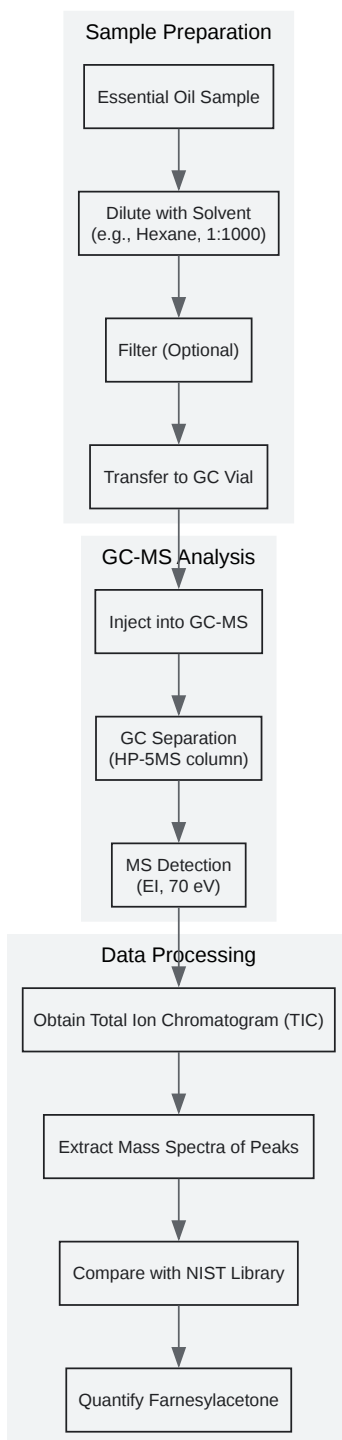 Sample Preparation
Essential Oil Sample
Dilute with Solvent
(e.g., Hexane, 1:1000)
Filter (Optional)
Transfer to GC Vial
GC-MS Analysis
Inject into GC-MS
GC Separation
(HP-5MS column)
MS Detection
(EI, 70 eV)
Data Processing
Obtain Total Ion Chromatogram (TIC)
Extract Mass Spectra of Peaks
Compare with NIST Library
Quantify Farnesylacetone